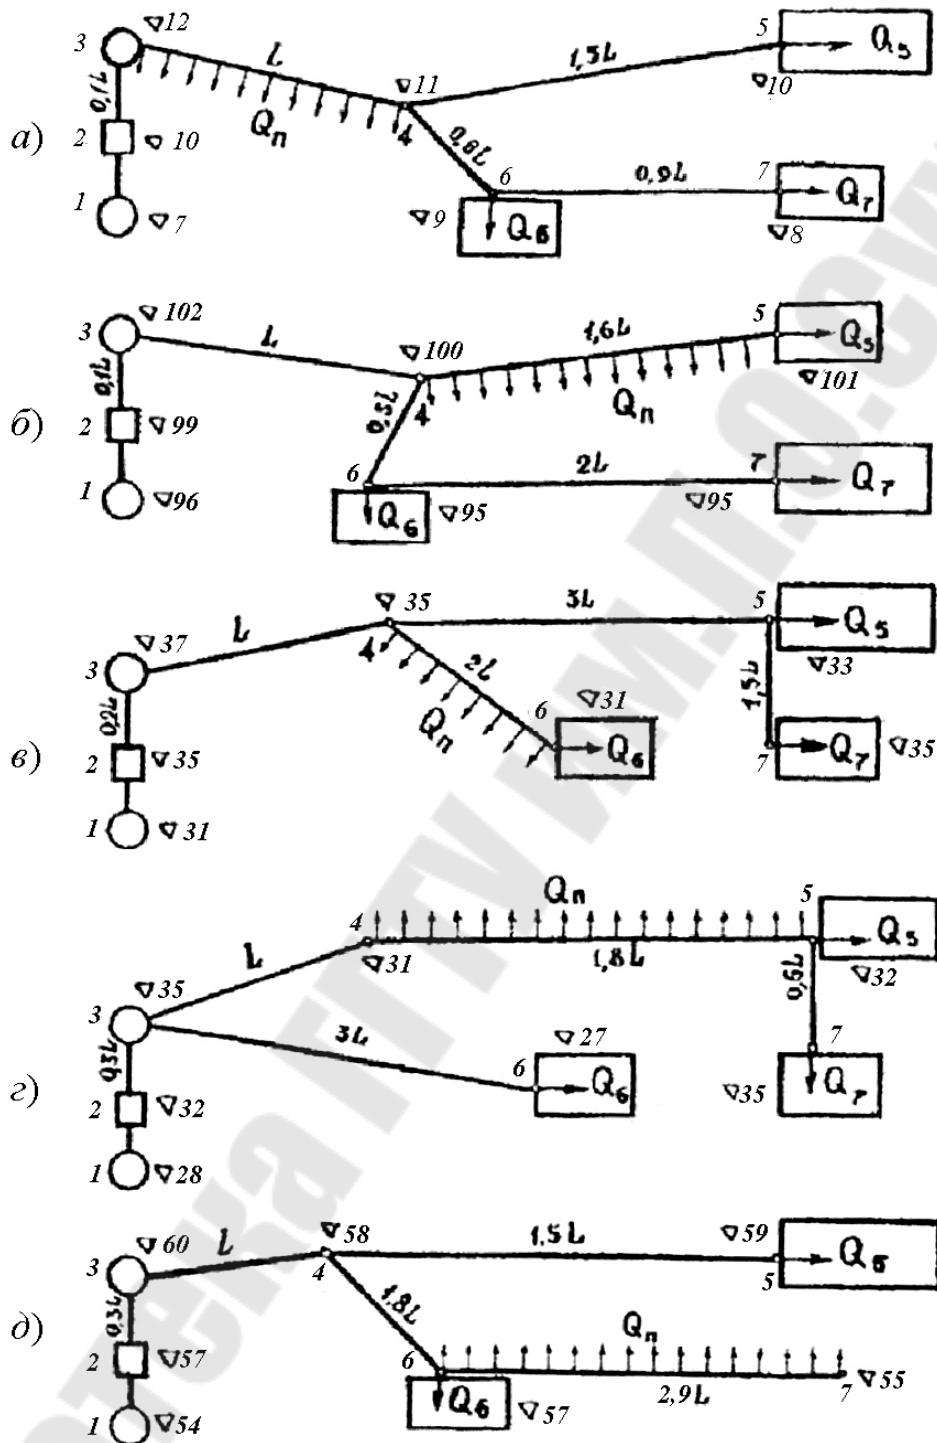 а)
3 ▽12
0,1L
2 ▽10
1 ▽7
L
Qп
▽11
4
1,5L
5
▽10
Q5
0,8L
6
▽9
Q6
0,9L
7
▽8
Q7
б)
3 ▽102
0,1L
2 ▽99
1 ▽96
L
▽100
4
1,6L
Qп
5
▽101
Q5
0,5L
6
▽95
Q6
2L
▽95
7
Q7
в)
3 ▽37
0,2L
2 ▽35
1 ▽31
L
▽35
4
3L
5
▽33
Q5
2L
Qп
6
▽31
Q6
1,5L
7
▽35
Q7
г)
3 ▽35
0,3L
2 ▽32
1 ▽28
L
4
▽31
Qп
1,8L
5
▽32
Q5
0,6L
7
▽35
Q7
3L
6
▽27
Q6
д)
3 ▽60
0,3L
2 ▽57
1 ▽54
L
▽58
4
1,5L
▽59
5
Q5
1,8L
6
▽57
Q6
Qп
2,9L
7 ▽55